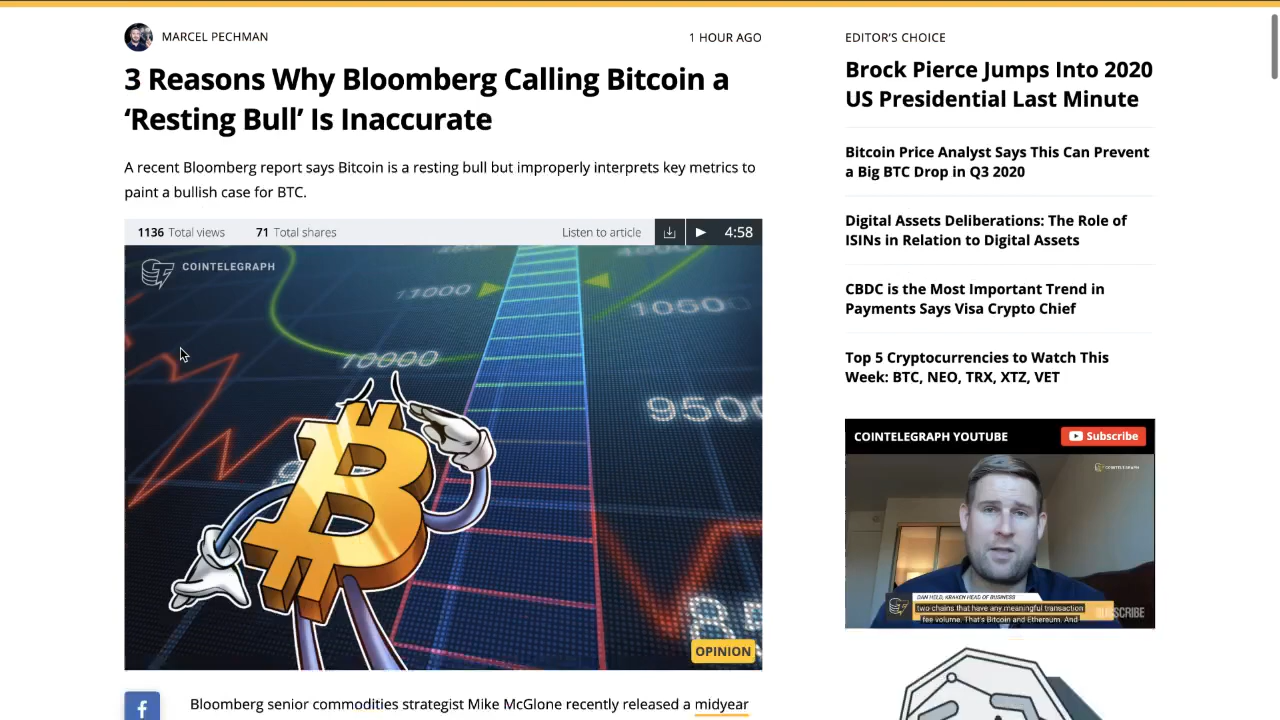 MARCEL PECHMAN
1 HOUR AGO
3 Reasons Why Bloomberg Calling Bitcoin a
‘Resting Bull’ Is Inaccurate
A recent Bloomberg report says Bitcoin is a resting bull but improperly interprets key metrics to
paint a bullish case for BTC.
1136 Total views 71 Total shares Listen to article 4:58
COINTELEGRAPH
11000
10500
10000
9500
OPINION
f
Bloomberg senior commodities strategist Mike McGlone recently released a midyear
EDITOR’S CHOICE
Brock Pierce Jumps Into 2020
US Presidential Last Minute
Bitcoin Price Analyst Says This Can Prevent
a Big BTC Drop in Q3 2020
Digital Assets Deliberations: The Role of
ISINs in Relation to Digital Assets
CBDC is the Most Important Trend in
Payments Says Visa Crypto Chief
Top 5 Cryptocurrencies to Watch This
Week: BTC, NEO, TRX, XTZ, VET
COINTELEGRAPH YOUTUBE
Subscribe
COINTELEGRAPH
DAN HELD, KRAKEN HEAD OF BUSINESS
two chains that have any meaningful transaction
fee volume. That's Bitcoin and Ethereum. And
SUBSCRIBE